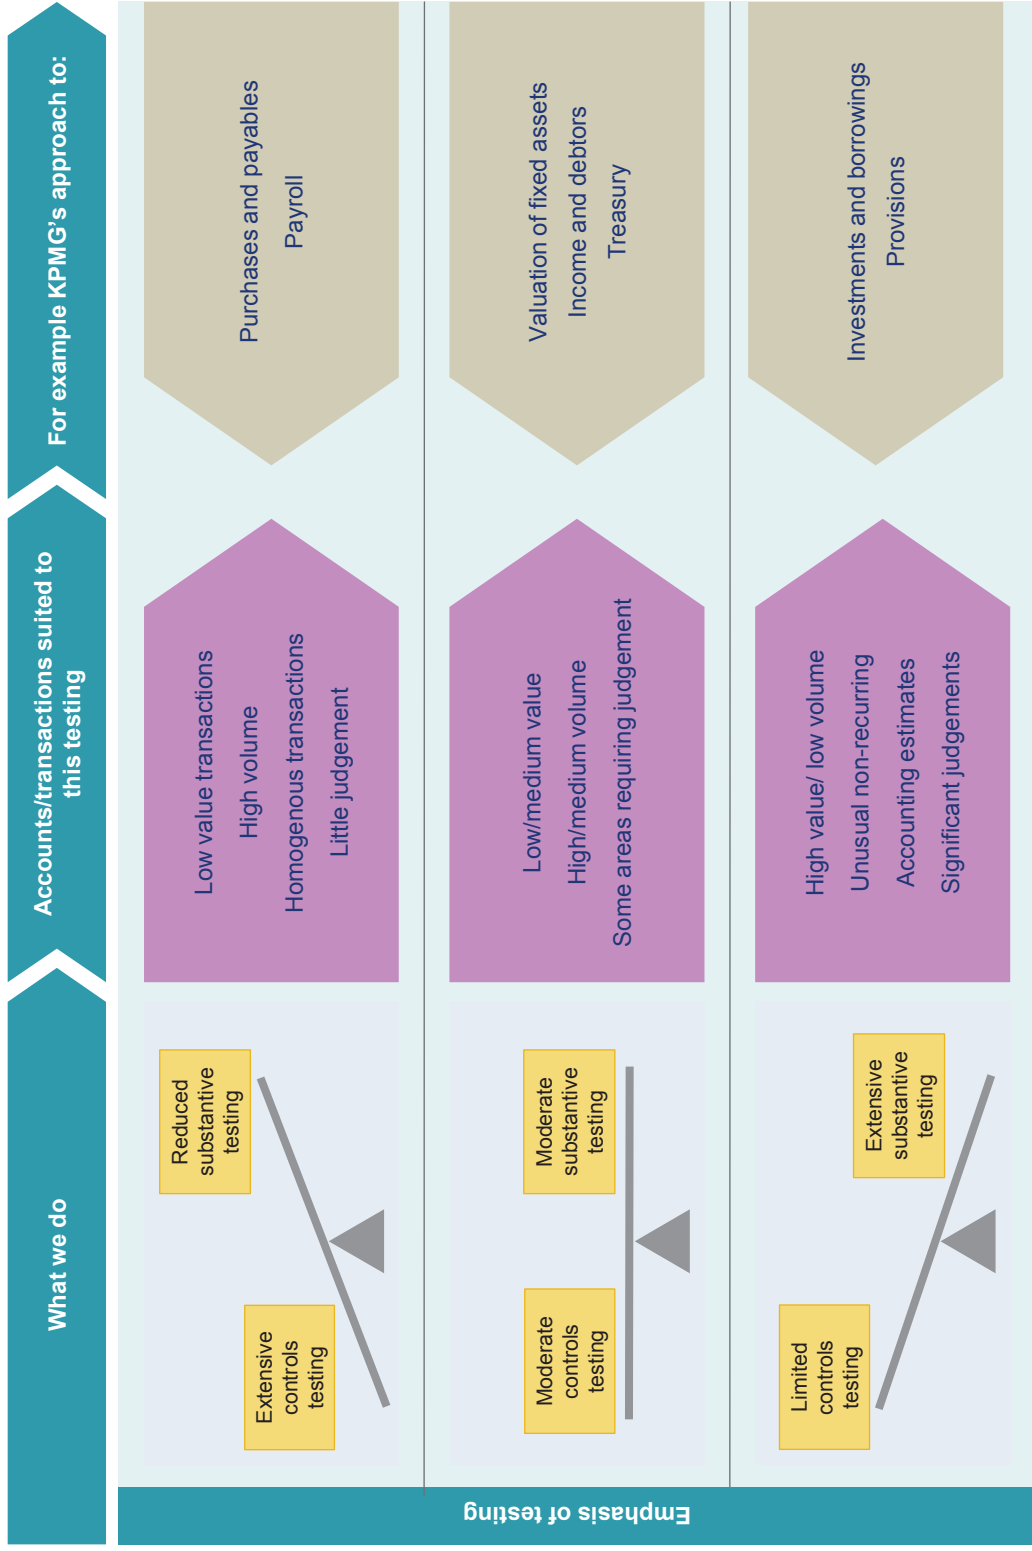 What we do
Accounts/transactions suited to
this testing
For example KPMG's approach to:
Emphasis of testing
Extensive
controls
testing
Reduced
substantive
testing
Low value transactions
High volume
Homogenous transactions
Little judgement
Purchases and payables
Payroll
Moderate
controls
testing
Moderate
substantive
testing
Low/medium value
High/medium volume
Some areas requiring judgement
Valuation of fixed assets
Income and debtors
Treasury
Limited
controls
testing
Extensive
substantive
testing
High value/ low volume
Unusual non-recurring
Accounting estimates
Significant judgements
Investments and borrowings
Provisions